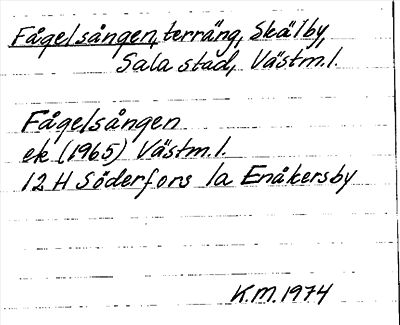 Fågelsången, terräng, Skälby,
Sala stad, Västm.l.
Fågelsången
ek (1965) Västm.l.
12 H Söderfors 1a Enåkersby
K.M. 1974